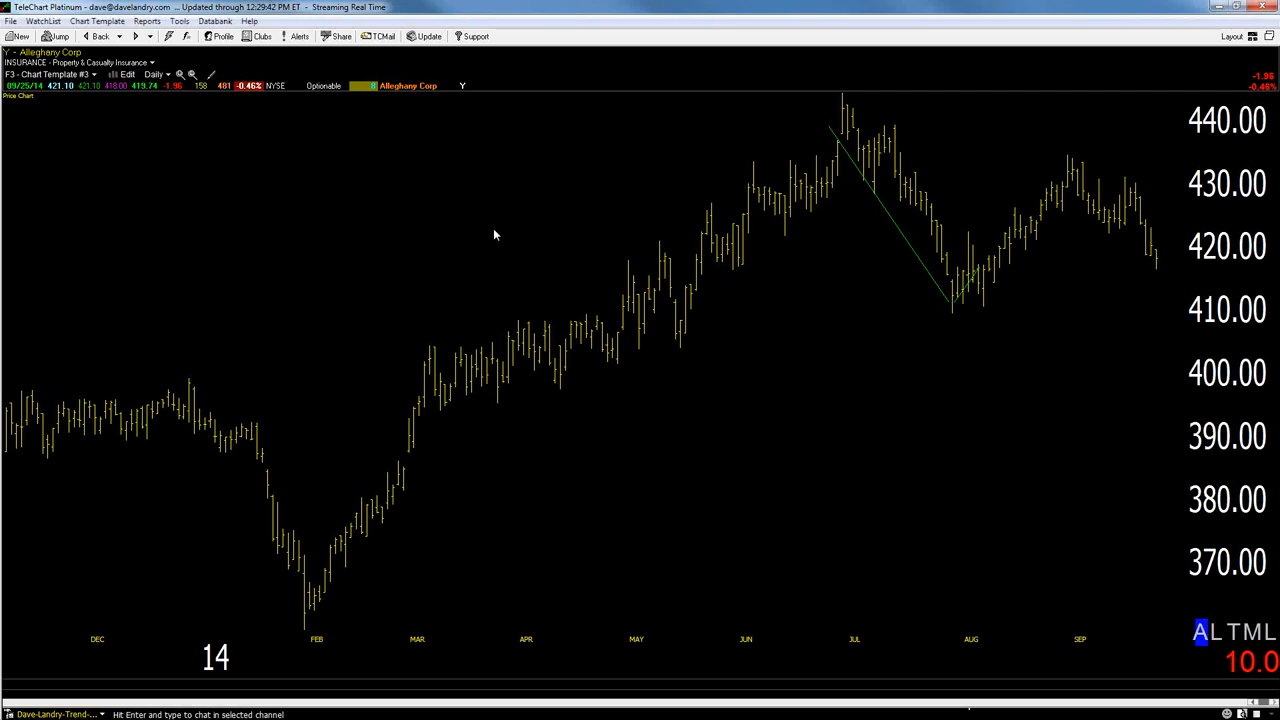 TeleChart Platinum - dave@davelandry.com ... Updated through 12:29:42 PM ET - Streaming Real Time
File WatchList Chart Template Reports Tools Databank Help
New Jump Back Profile Clubs Alerts Share TCMail Update Support Layout
Y - Alleghany Corp
INSURANCE - Property & Casualty Insurance
F3 - Chart Template #3 Edit Daily
09/25/14 421.10 421.10 418.00 419.74 -1.96 158 481 -0.46% NYSE Optionable 8 Alleghany Corp Y
-1.96
-0.46%
Price Chart
440.00
430.00
420.00
410.00
400.00
390.00
380.00
370.00
DEC FEB MAR APR MAY JUN JUL AUG SEP
14
ALTML
10.0
Dave-Landry-Trend-... Hit Enter and type to chat in selected channel